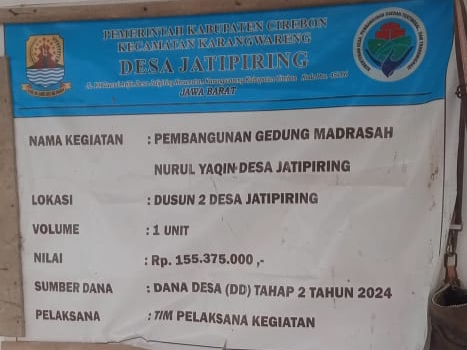 PEMERINTAH KABUPATEN CIREBON
KECAMATAN KARANGWARENG
DESA JATIPIRING
JAWA BARAT
NAMA KEGIATAN : PEMBANGUNAN GEDUNG MADRASAH
NURUL YAQIN DESA JATIPIRING
LOKASI : DUSUN 2 DESA JATIPIRING
VOLUME : 1 UNIT
NILAI : Rp. 155.375.000 ,-
SUMBER DANA : DANA DESA (DD) TAHAP 2 TAHUN 2024
PELAKSANA : TIM PELAKSANA KEGIATAN